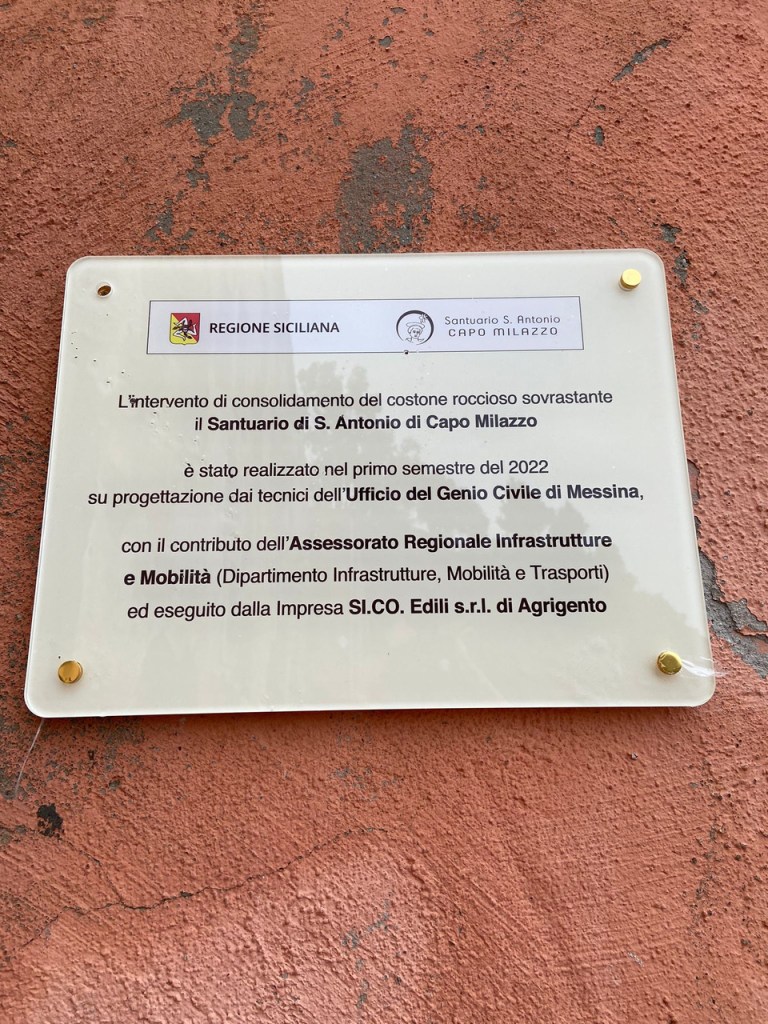 REGIONE SICILIANA
Santuario S. Antonio
CAPO MILAZZO
L'intervento di consolidamento del costone roccioso sovrastante
il Santuario di S. Antonio di Capo Milazzo
è stato realizzato nel primo semestre del 2022
su progettazione dai tecnici dell'Ufficio del Genio Civile di Messina,
con il contributo dell'Assessorato Regionale Infrastrutture
e Mobilità (Dipartimento Infrastrutture, Mobilità e Trasporti)
ed eseguito dalla Impresa SI.CO. Edili s.r.l. di Agrigento